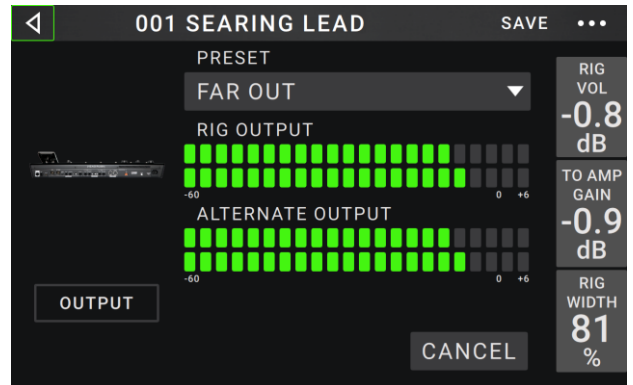 001 SEARING LEAD
SAVE
PRESET
FAR OUT
RIG OUTPUT
-60 0 +6
ALTERNATE OUTPUT
-60 0 +6
OUTPUT
CANCEL
RIG
VOL
-0.8
dB
TO AMP
GAIN
-0.9
dB
RIG
WIDTH
81
%